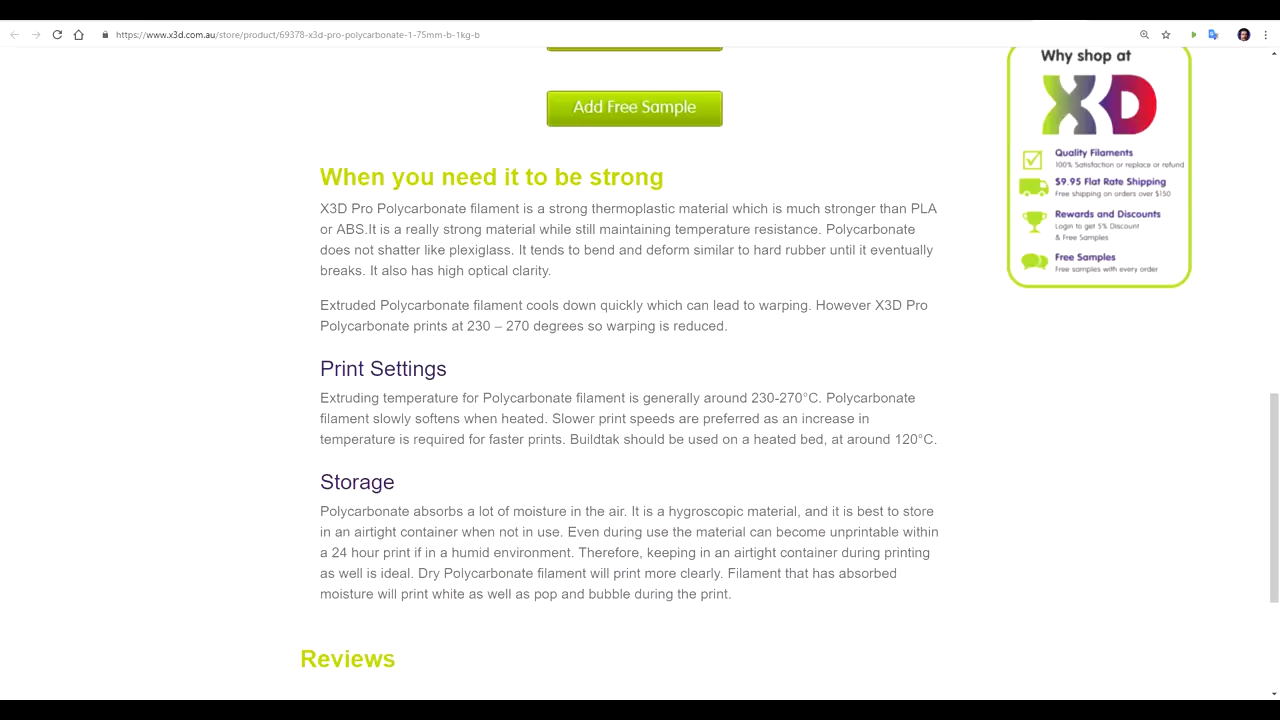 https://www.x3d.com.au/store/product/69378-x3d-pro-polycarbonate-1-75mm-b-1kg-b
Add Free Sample
When you need it to be strong
X3D Pro Polycarbonate filament is a strong thermoplastic material which is much stronger than PLA
or ABS.It is a really strong material while still maintaining temperature resistance. Polycarbonate
does not shatter like plexiglass. It tends to bend and deform similar to hard rubber until it eventually
breaks. It also has high optical clarity.
Extruded Polycarbonate filament cools down quickly which can lead to warping. However X3D Pro
Polycarbonate prints at 230 – 270 degrees so warping is reduced.
Print Settings
Extruding temperature for Polycarbonate filament is generally around 230-270°C. Polycarbonate
filament slowly softens when heated. Slower print speeds are preferred as an increase in
temperature is required for faster prints. Buildtak should be used on a heated bed, at around 120°C.
Storage
Polycarbonate absorbs a lot of moisture in the air. It is a hygroscopic material, and it is best to store
in an airtight container when not in use. Even during use the material can become unprintable within
a 24 hour print if in a humid environment. Therefore, keeping in an airtight container during printing
as well is ideal. Dry Polycarbonate filament will print more clearly. Filament that has absorbed
moisture will print white as well as pop and bubble during the print.
Reviews
Why shop at
X3D
Quality Filaments
100% Satisfaction or replace or refund
$9.95 Flat Rate Shipping
Free shipping on orders over $150
Rewards and Discounts
Login to get 5% Discount
& Free Samples
Free Samples
Free samples with every order